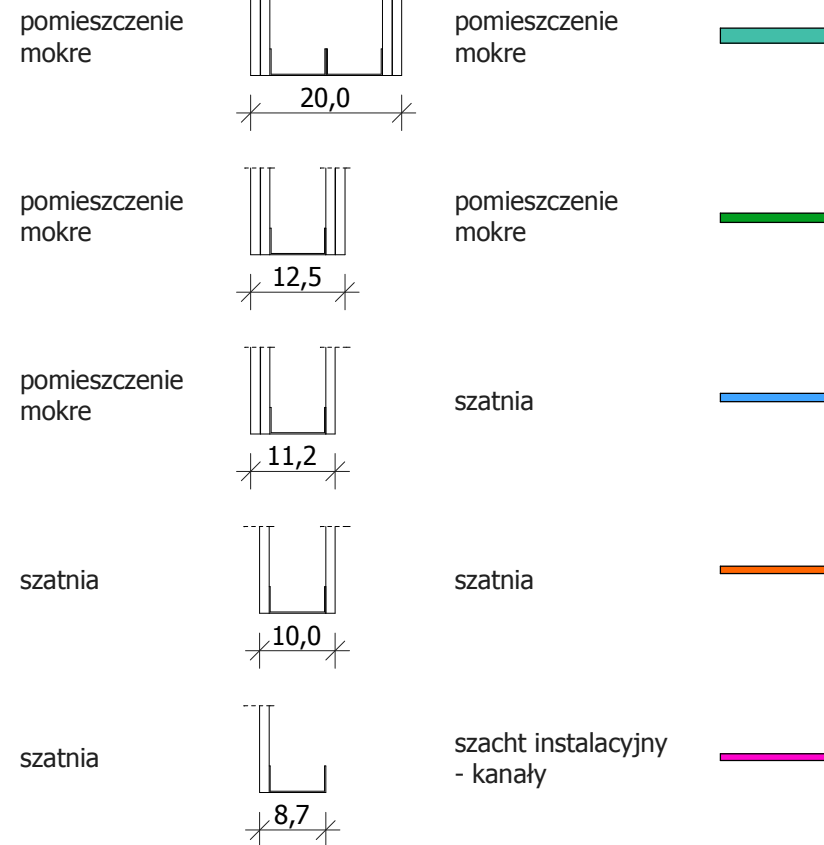 pomieszczenie
mokre
20,0
pomieszczenie
mokre
pomieszczenie
mokre
12,5
pomieszczenie
mokre
pomieszczenie
mokre
11,2
szatnia
szatnia
10,0
szatnia
szatnia
8,7
szacht instalacyjny
- kanały